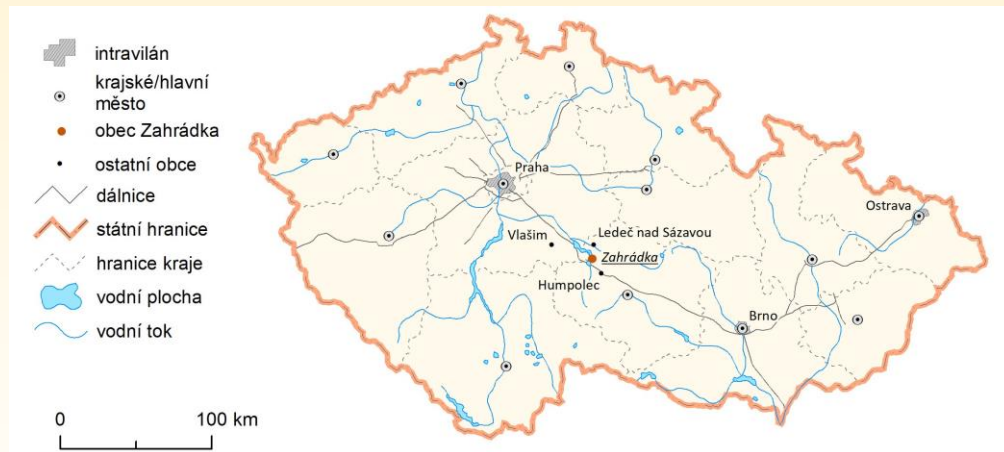 intravilán
krajské/hlavní
město
obec Zahrádka
ostatní obce
dálnice
státní hranice
hranice kraje
vodní plocha
vodní tok
0 100 km
Praha
Ostrava
Vlašim
Ledeč nad Sázavou
Zahrádka
Humpolec
Brno